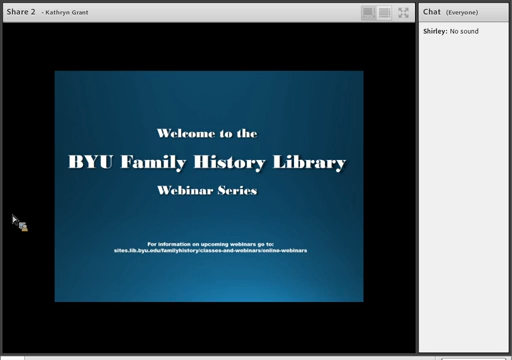 Share 2 - Kathryn Grant
Chat (Everyone)
Shirley: No sound
Welcome to the
BYU Family History Library
Webinar Series
For information on upcoming webinars go to:
sites.lib.byu.edu/familyhistory/classes-and-webinars/online-webinars